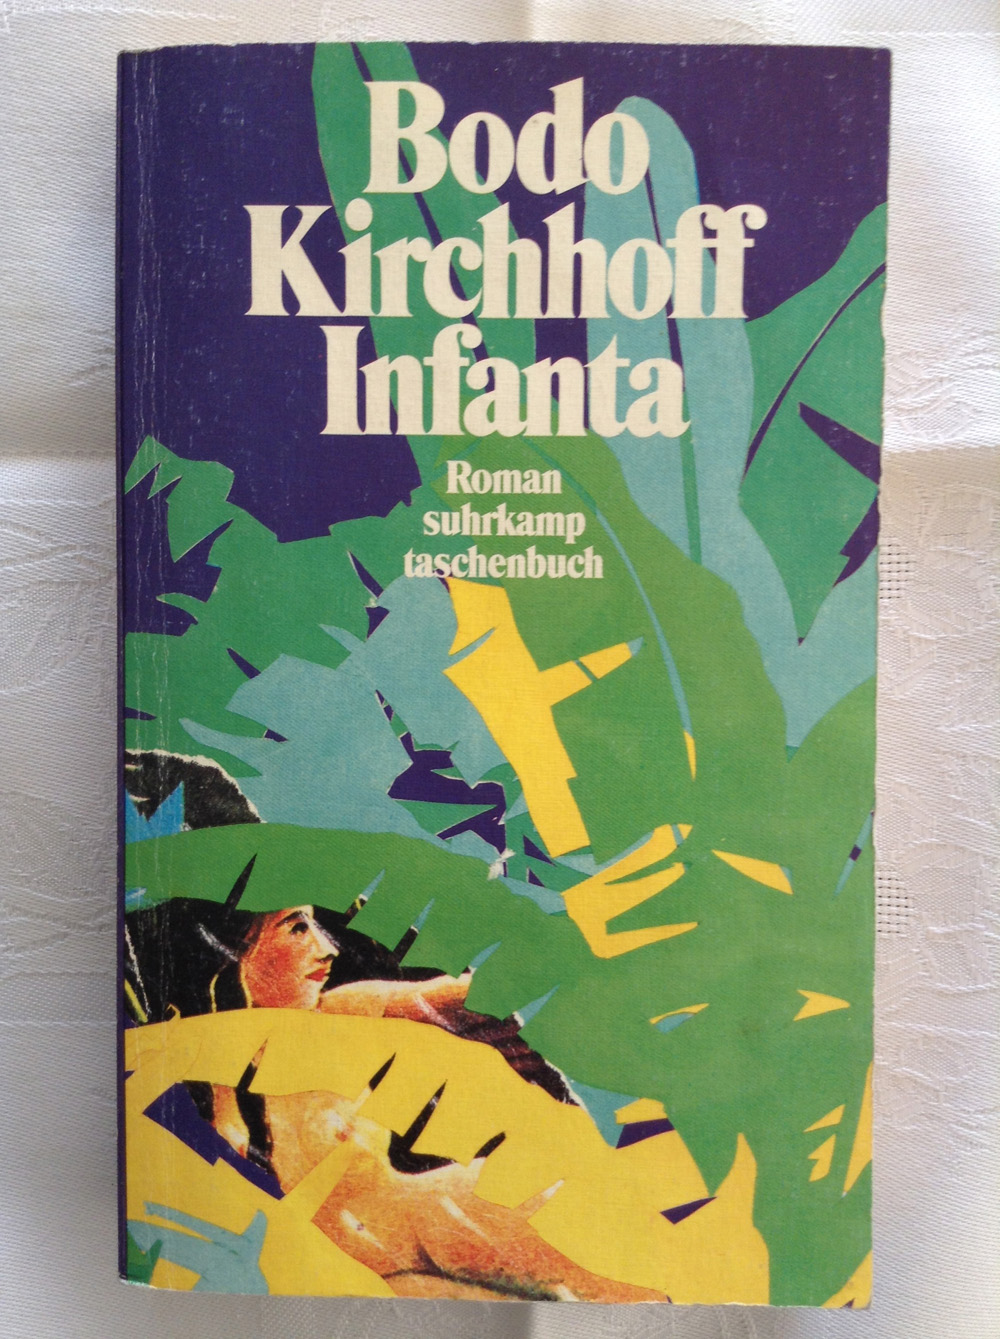 Bodo
Kirchhoff
Infanta
Roman
suhrkamp
taschenbuch